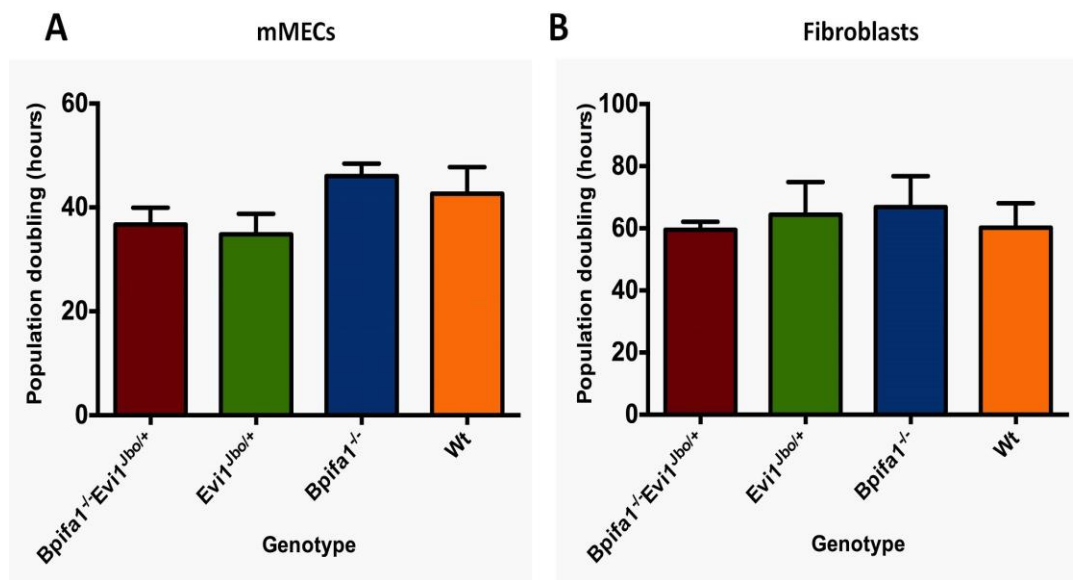 A
mMECs
Population doubling (hours)
60
40
20
0
Bpifa1-/-Evi1Jbo/+
Evi1Jbo/+
Bpifa1-/-
Wt
Genotype
B
Fibroblasts
Population doubling (hours)
100
80
60
40
20
0
Bpifa1-/-Evi1Jbo/+
Evi1Jbo/+
Bpifa1-/-
Wt
Genotype